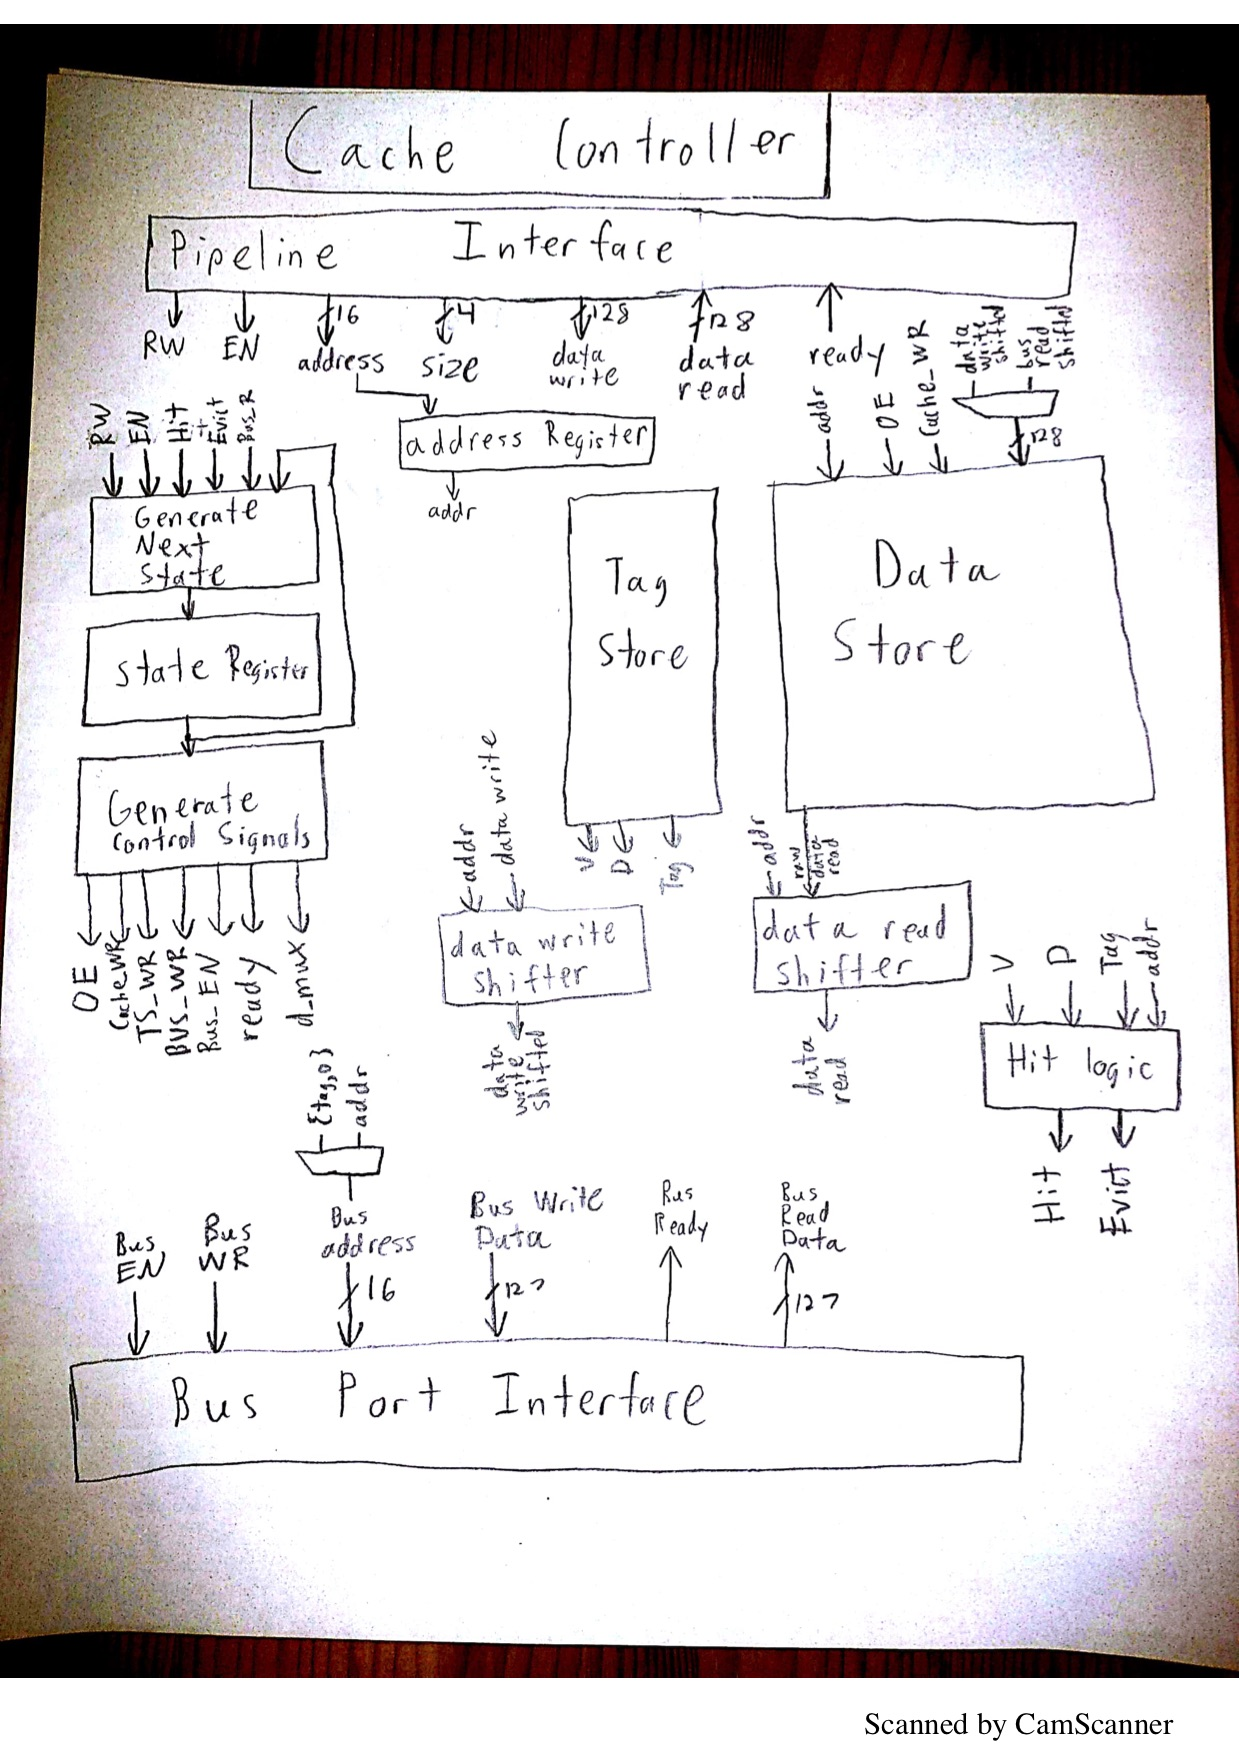 Cache Controller
Pipeline Interface
RW
EN
16
address
4
size
128
data
write
128
data
read
ready
addr
OE
Cache_WR
data
write
shifted
bus
read
shifted
128
RW
EN
Hit
Evict
Bus_R
address Register
addr
Generate
Next
State
State Register
Generate
Control Signals
OE
Cache_WR
TS_WR
BUS_WR
Bus_EN
ready
d_mux
Tag
Store
V
D
Tag
Data
Store
addr
data write
data write
shifter
data
write
shifted
addr
raw
data
read
data read
shifter
data
read
V
D
Tag
addr
Hit logic
Hit
Evict
{tag,0}
addr
Bus
EN
Bus
WR
Bus
address
16
Bus Write
Data
127
Bus
Ready
Bus
Read
Data
127
Bus Port Interface
Scanned by CamScanner